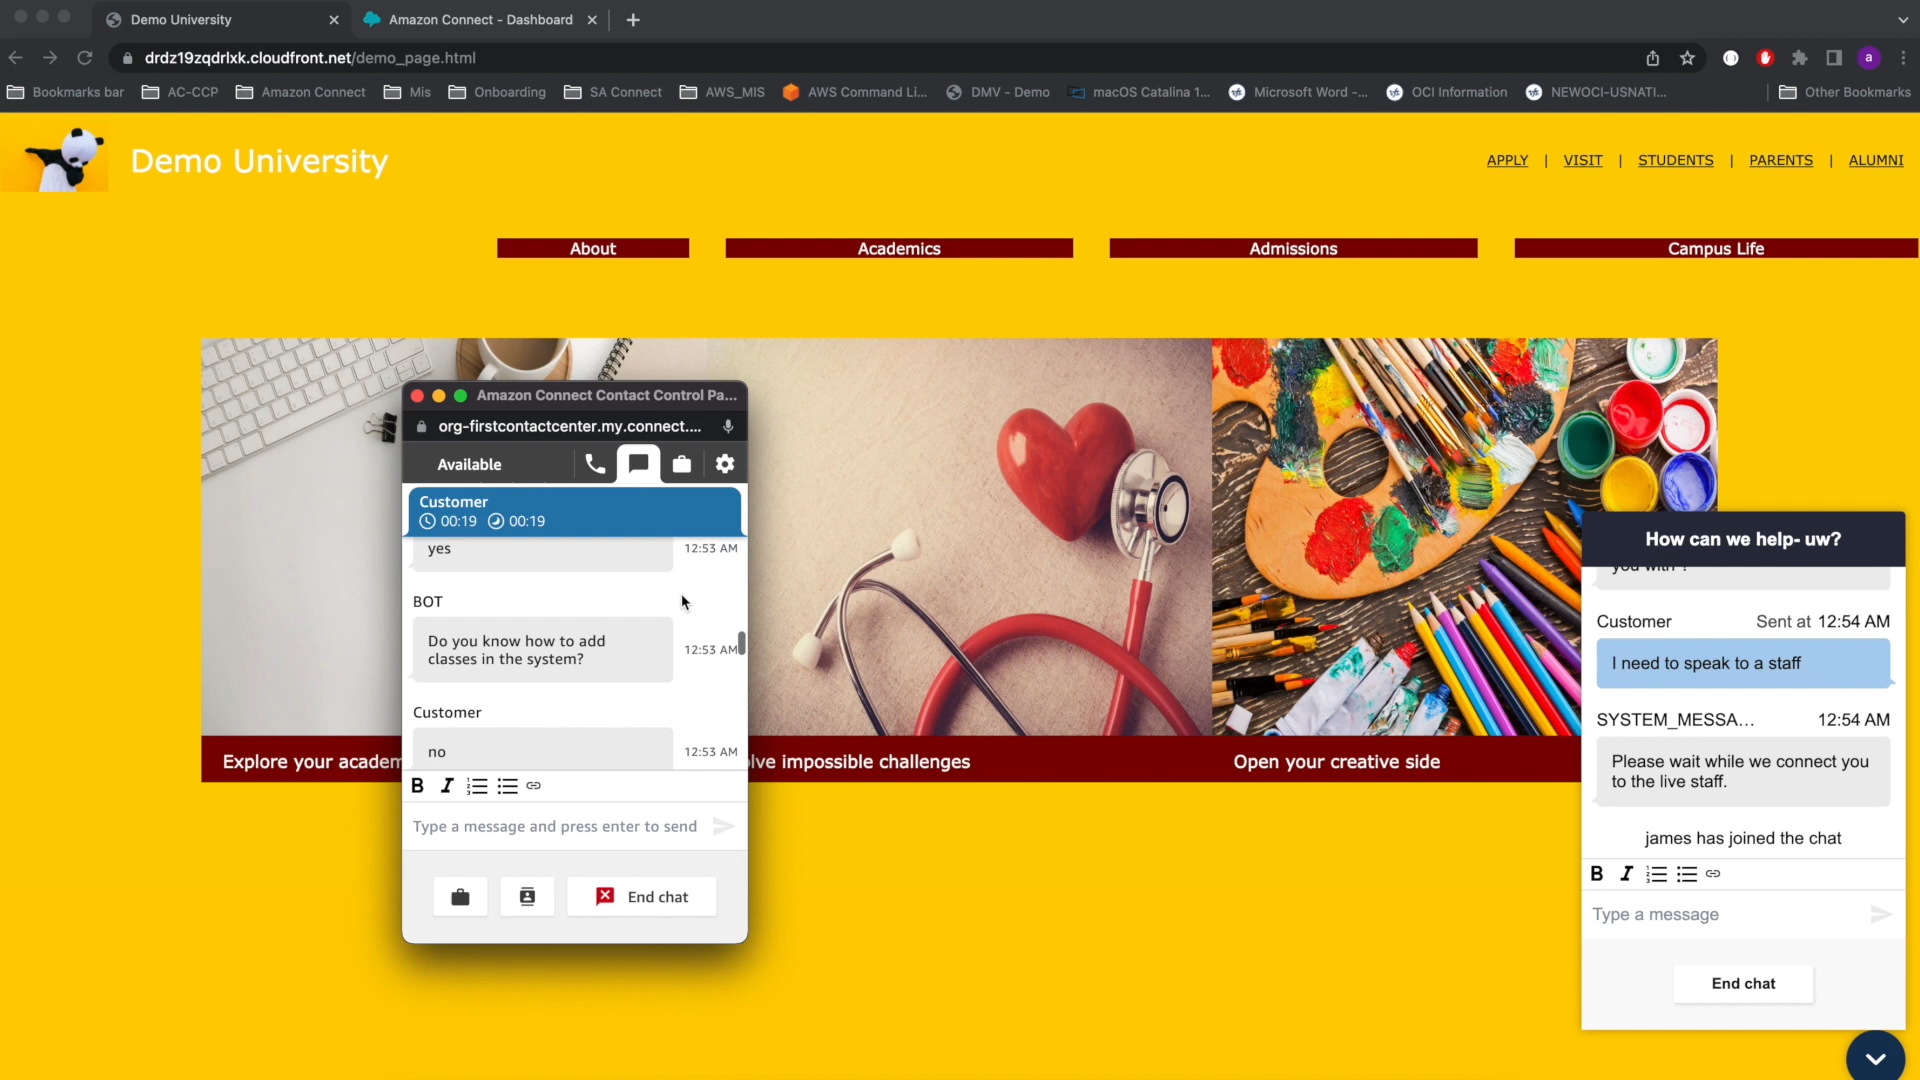 Demo University
Amazon Connect - Dashboard
drdz19zqdrlxk.cloudfront.net/demo_page.html
a
Bookmarks bar
AC-CCP
Amazon Connect
Mis
Onboarding
SA Connect
AWS_MIS
AWS Command Li...
DMV - Demo
macOS Catalina 1...
Microsoft Word -...
OCI Information
NEWOCI-USNATI...
Other Bookmarks
Demo University
APPLY | VISIT | STUDENTS | PARENTS | ALUMNI
About
Academics
Admissions
Campus Life
Explore your academ
lve impossible challenges
Open your creative side
Amazon Connect Contact Control Pa...
org-firstcontactcenter.my.connect....
Available
Customer
00:19 00:19
yes 12:53 AM
BOT
Do you know how to add
classes in the system?
12:53 AM
Customer
no 12:53 AM
B I
Type a message and press enter to send
End chat
How can we help- uw?
you with ?
Customer Sent at 12:54 AM
I need to speak to a staff
SYSTEM_MESSA... 12:54 AM
Please wait while we connect you
to the live staff.
james has joined the chat
B I
Type a message
End chat